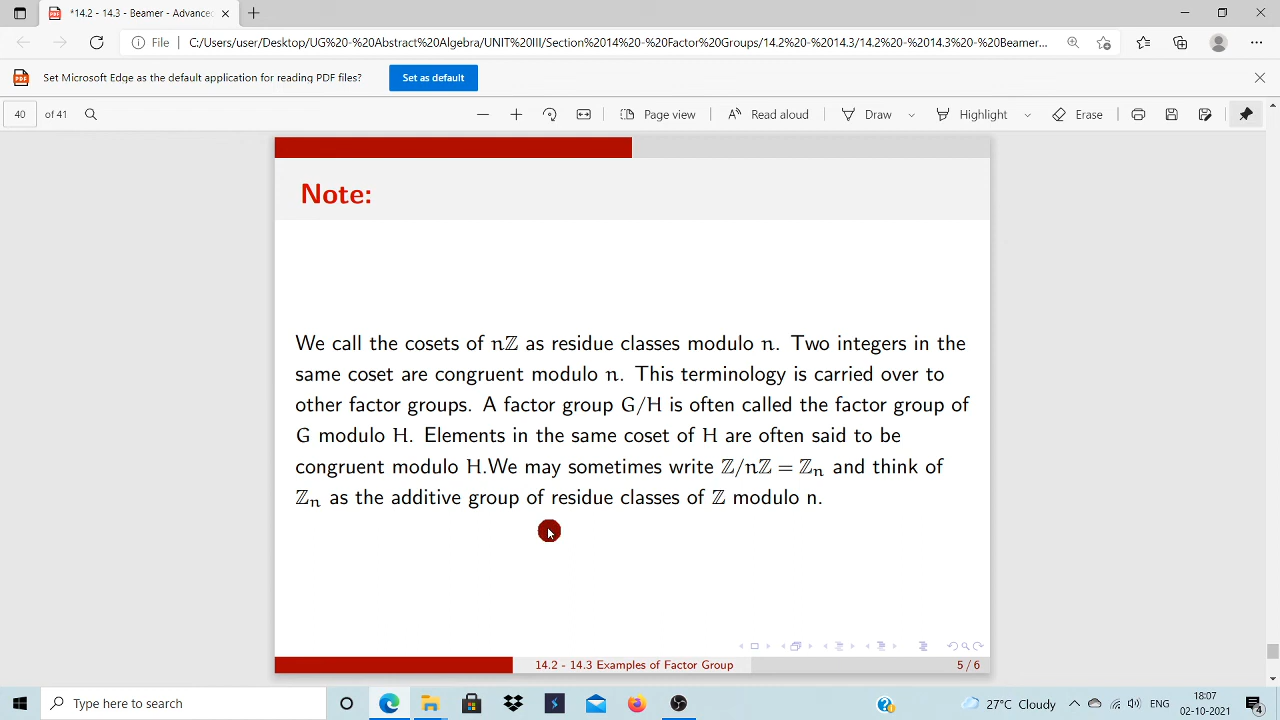 *14.2 - 14.3 - Beamer - Advance
File
C:/Users/user/Desktop/UG%20-%20Abstract%20Algebra/UNIT%20III/Section%2014%20-%20Factor%20Groups/14.2%20-%2014.3/14.2%20-%2014.3%20-%20Beamer...
Set Microsoft Edge as the default application for reading PDF files?
Set as default
40 of 41
Page view
Read aloud
Draw
Highlight
Erase
Note:
We call the cosets of nℤ as residue classes modulo n. Two integers in the
same coset are congruent modulo n. This terminology is carried over to
other factor groups. A factor group G/H is often called the factor group of
G modulo H. Elements in the same coset of H are often said to be
congruent modulo H.We may sometimes write ℤ/nℤ = ℤₙ and think of
ℤₙ as the additive group of residue classes of ℤ modulo n.
14.2 - 14.3 Examples of Factor Group
5 / 6
Type here to search
27°C Cloudy
ENG
18:07
02-10-2021
4